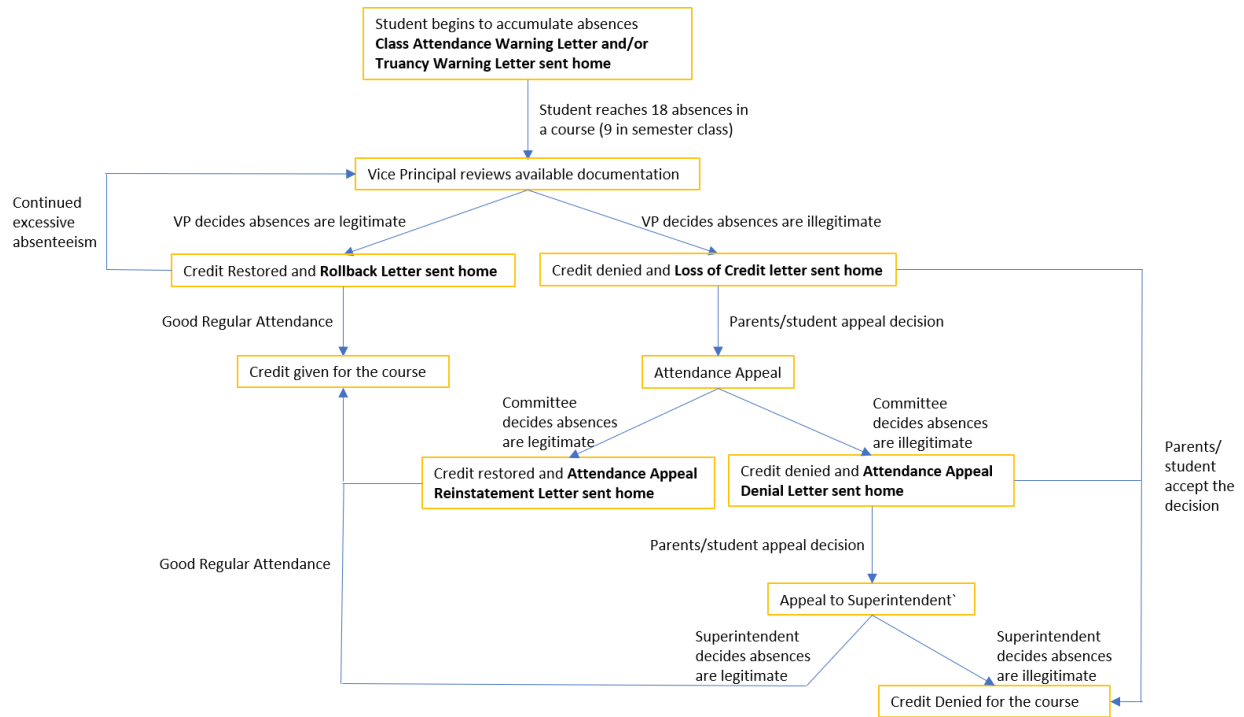 Student begins to accumulate absences
Class Attendance Warning Letter and/or
Truancy Warning Letter sent home
Student reaches 18 absences in
a course (9 in semester class)
Vice Principal reviews available documentation
Continued
excessive
absenteeism
VP decides absences are legitimate
VP decides absences are illegitimate
Credit Restored and Rollback Letter sent home
Credit denied and Loss of Credit letter sent home
Good Regular Attendance
Parents/student appeal decision
Credit given for the course
Attendance Appeal
Committee
decides absences
are legitimate
Committee
decides absences
are illegitimate
Parents/
student
accept the
decision
Credit restored and Attendance Appeal
Reinstatement Letter sent home
Credit denied and Attendance Appeal
Denial Letter sent home
Good Regular Attendance
Parents/student appeal decision
Appeal to Superintendent`
Superintendent
decides absences
are legitimate
Superintendent
decides absences
are illegitimate
Credit Denied for the course